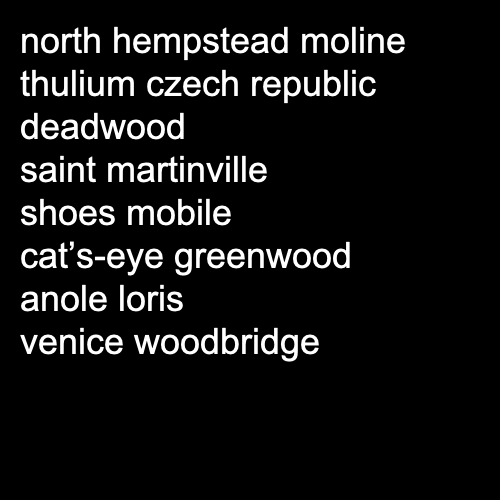 north hempstead moline
thulium czech republic
deadwood
saint martinville
shoes mobile
cat’s-eye greenwood
anole loris
venice woodbridge